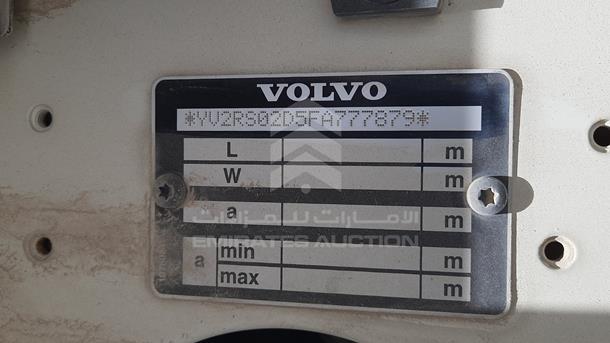 VOLVO
*YV2RS02D5FA777879*
L m
W m
الإمارات للمزادات
a m
EMIRATES AUCTION
a min m
max m